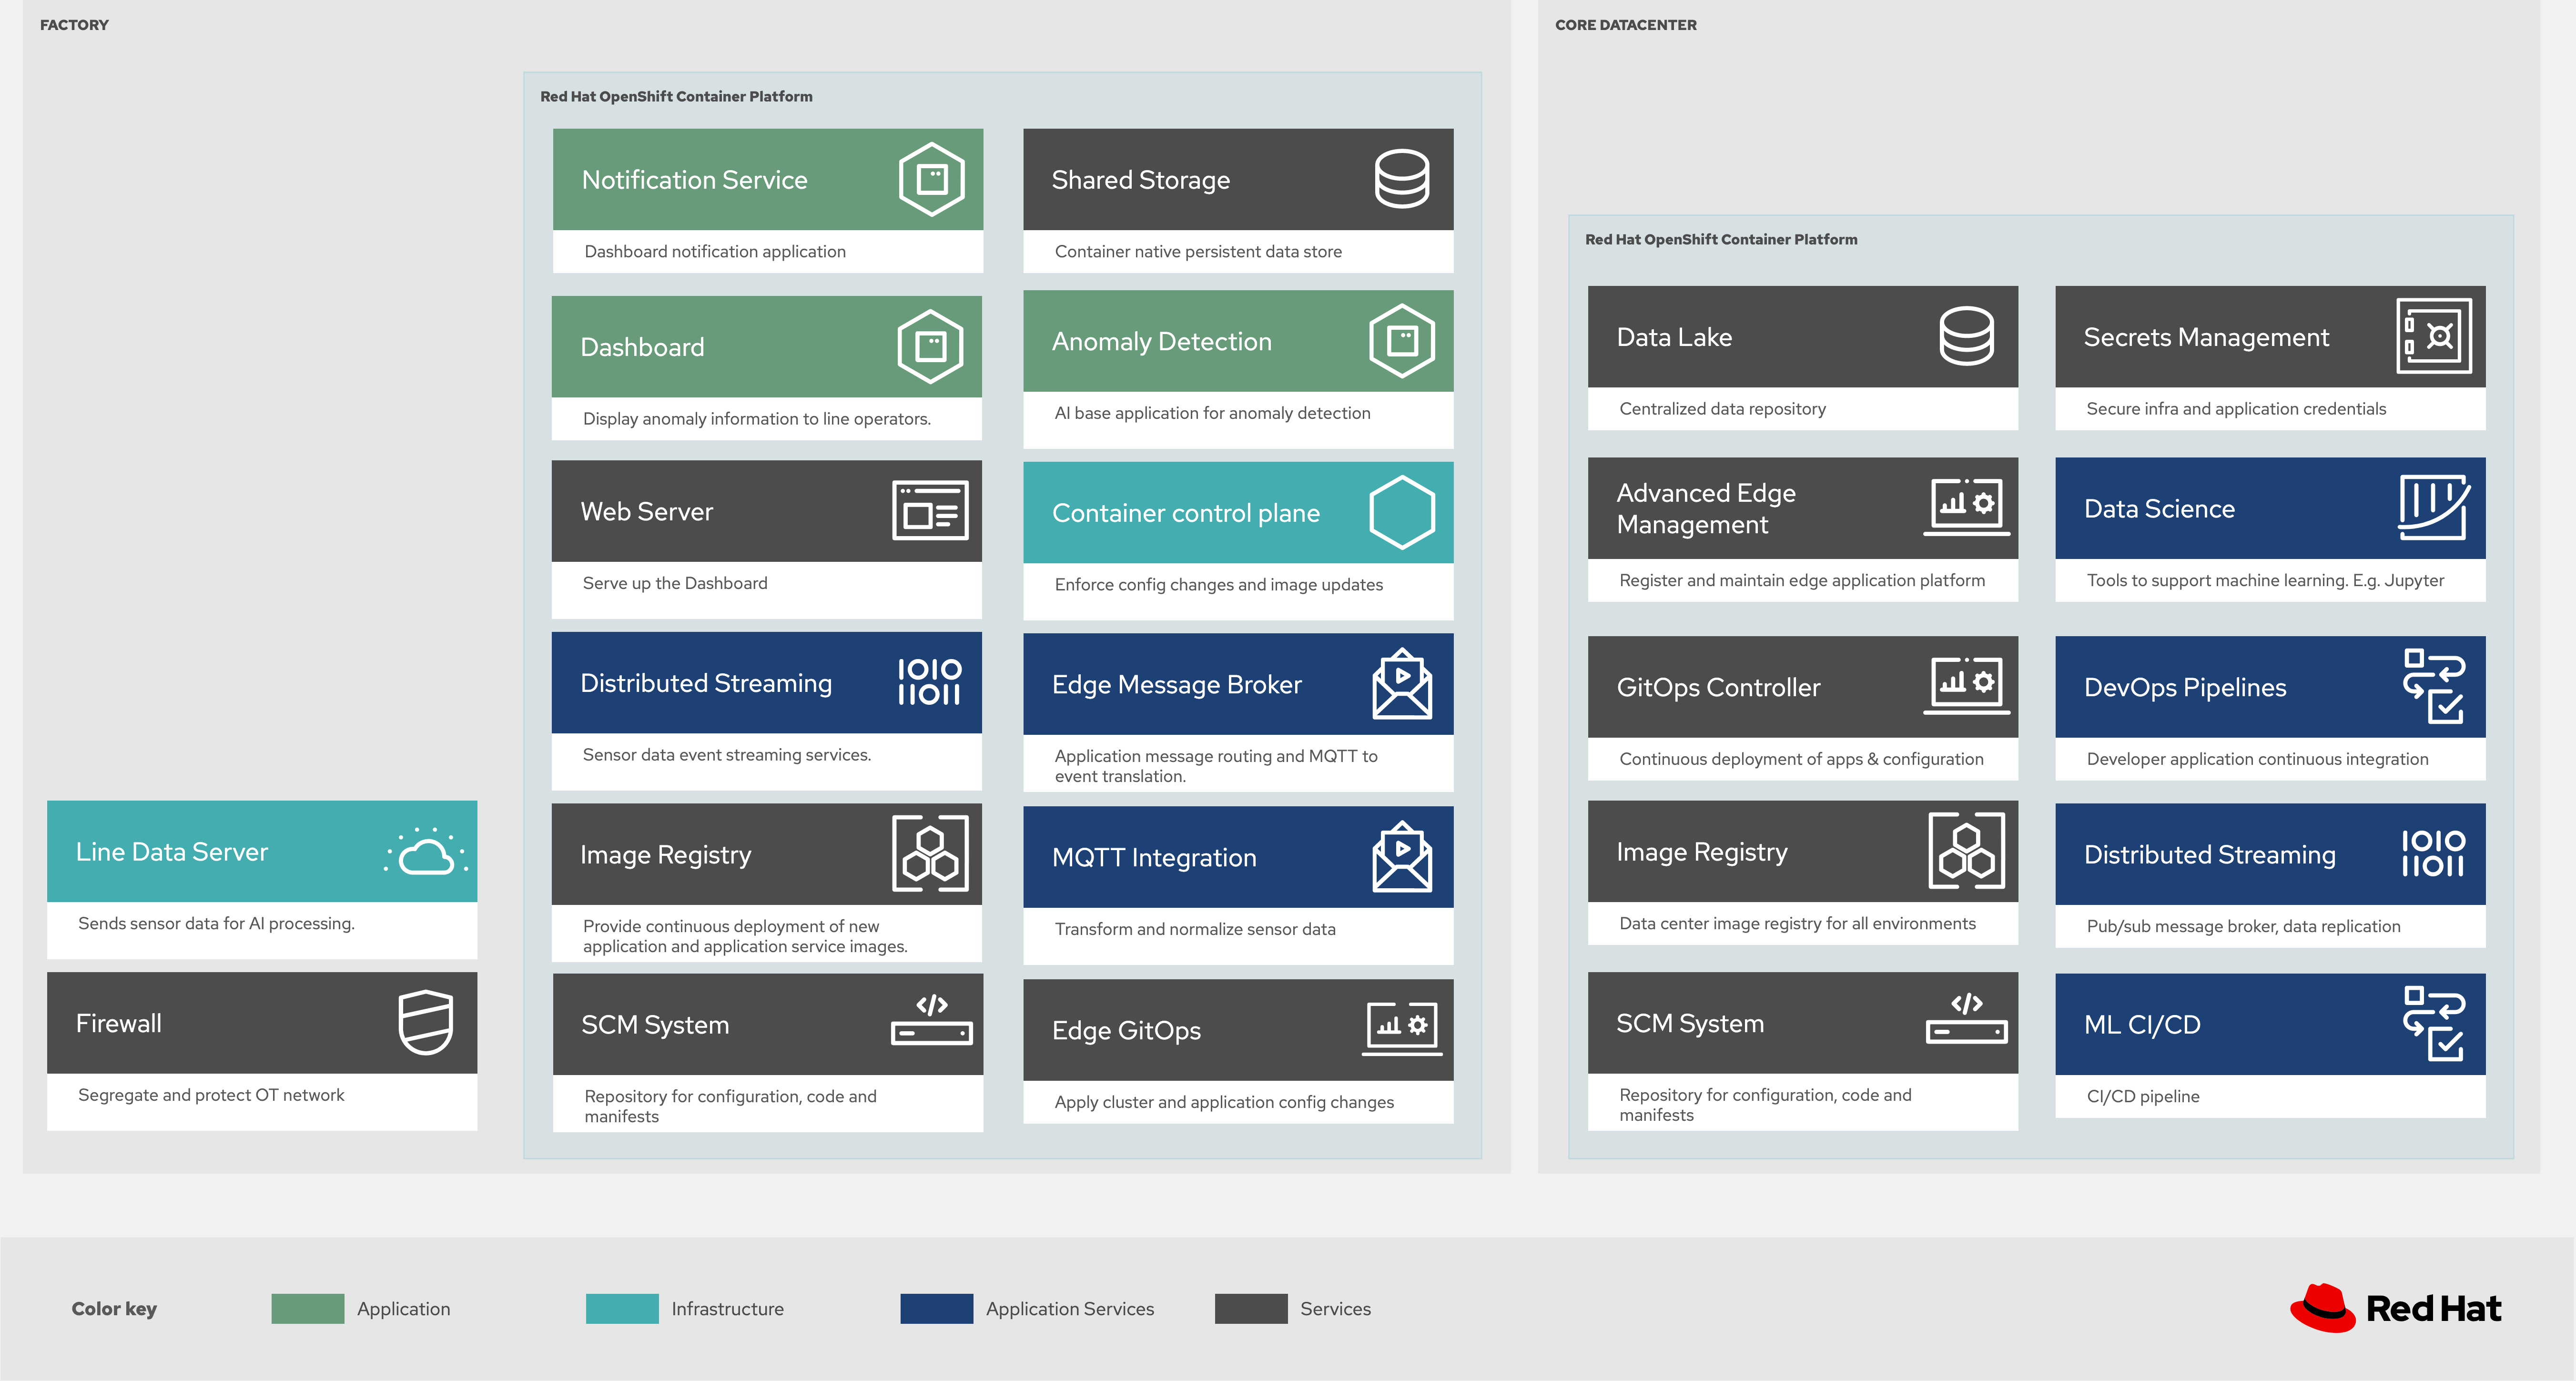 FACTORY
Red Hat OpenShift Container Platform
Notification Service
Dashboard notification application
Dashboard
Display anomaly information to line operators.
Web Server
Serve up the Dashboard
Distributed Streaming
1010
11011
Sensor data event streaming services.
Image Registry
Provide continuous deployment of new
application and application service images.
SCM System
</>
Repository for configuration, code and
manifests
Shared Storage
Container native persistent data store
Anomaly Detection
AI base application for anomaly detection
Container control plane
Enforce config changes and image updates
Edge Message Broker
Application message routing and MQTT to
event translation.
MQTT Integration
Transform and normalize sensor data
Edge GitOps
Apply cluster and application config changes
Line Data Server
Sends sensor data for AI processing.
Firewall
Segregate and protect OT network
CORE DATACENTER
Red Hat OpenShift Container Platform
Data Lake
Centralized data repository
Advanced Edge
Management
Register and maintain edge application platform
GitOps Controller
Continuous deployment of apps & configuration
Image Registry
Data center image registry for all environments
SCM System
</>
Repository for configuration, code and
manifests
Secrets Management
Secure infra and application credentials
Data Science
Tools to support machine learning. E.g. Jupyter
DevOps Pipelines
Developer application continuous integration
Distributed Streaming
1010
11011
Pub/sub message broker, data replication
ML CI/CD
CI/CD pipeline
Color key
Application
Infrastructure
Application Services
Services
Red Hat